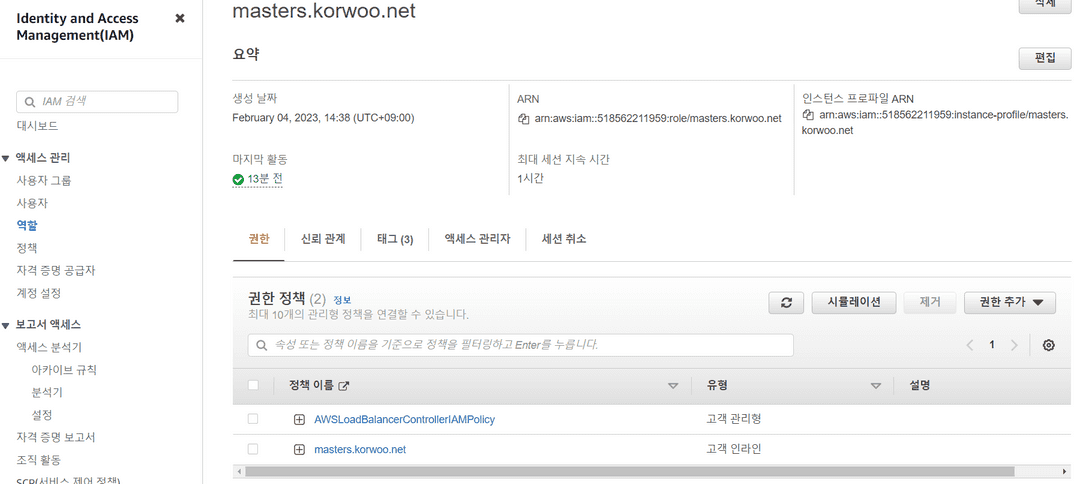 Identity and Access
Management(IAM)
IAM 검색
대시보드
액세스 관리
사용자 그룹
사용자
역할
정책
자격 증명 공급자
계정 설정
보고서 액세스
액세스 분석기
아카이브 규칙
분석기
설정
자격 증명 보고서
조직 활동
SCP(서비스 제어 정책)
masters.korwoo.net
삭제
요약
편집
생성 날짜
February 04, 2023, 14:38 (UTC+09:00)
ARN
arn:aws:iam::518562211959:role/masters.korwoo.net
인스턴스 프로파일 ARN
arn:aws:iam::518562211959:instance-profile/masters.
korwoo.net
마지막 활동
13분 전
최대 세션 지속 시간
1시간
권한 신뢰 관계 태그 (3) 액세스 관리자 세션 취소
권한 정책 (2) 정보
최대 10개의 관리형 정책을 연결할 수 있습니다.
시뮬레이션 제거 권한 추가
속성 또는 정책 이름을 기준으로 정책을 필터링하고 Enter를 누릅니다.
1
정책 이름 유형 설명
AWSLoadBalancerControllerIAMPolicy 고객 관리형
masters.korwoo.net 고객 인라인